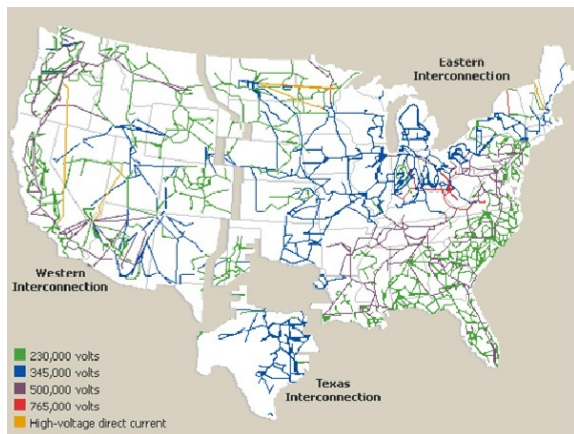 Eastern
Interconnection
Western
Interconnection
Texas
Interconnection
230,000 volts
345,000 volts
500,000 volts
765,000 volts
High-voltage direct current